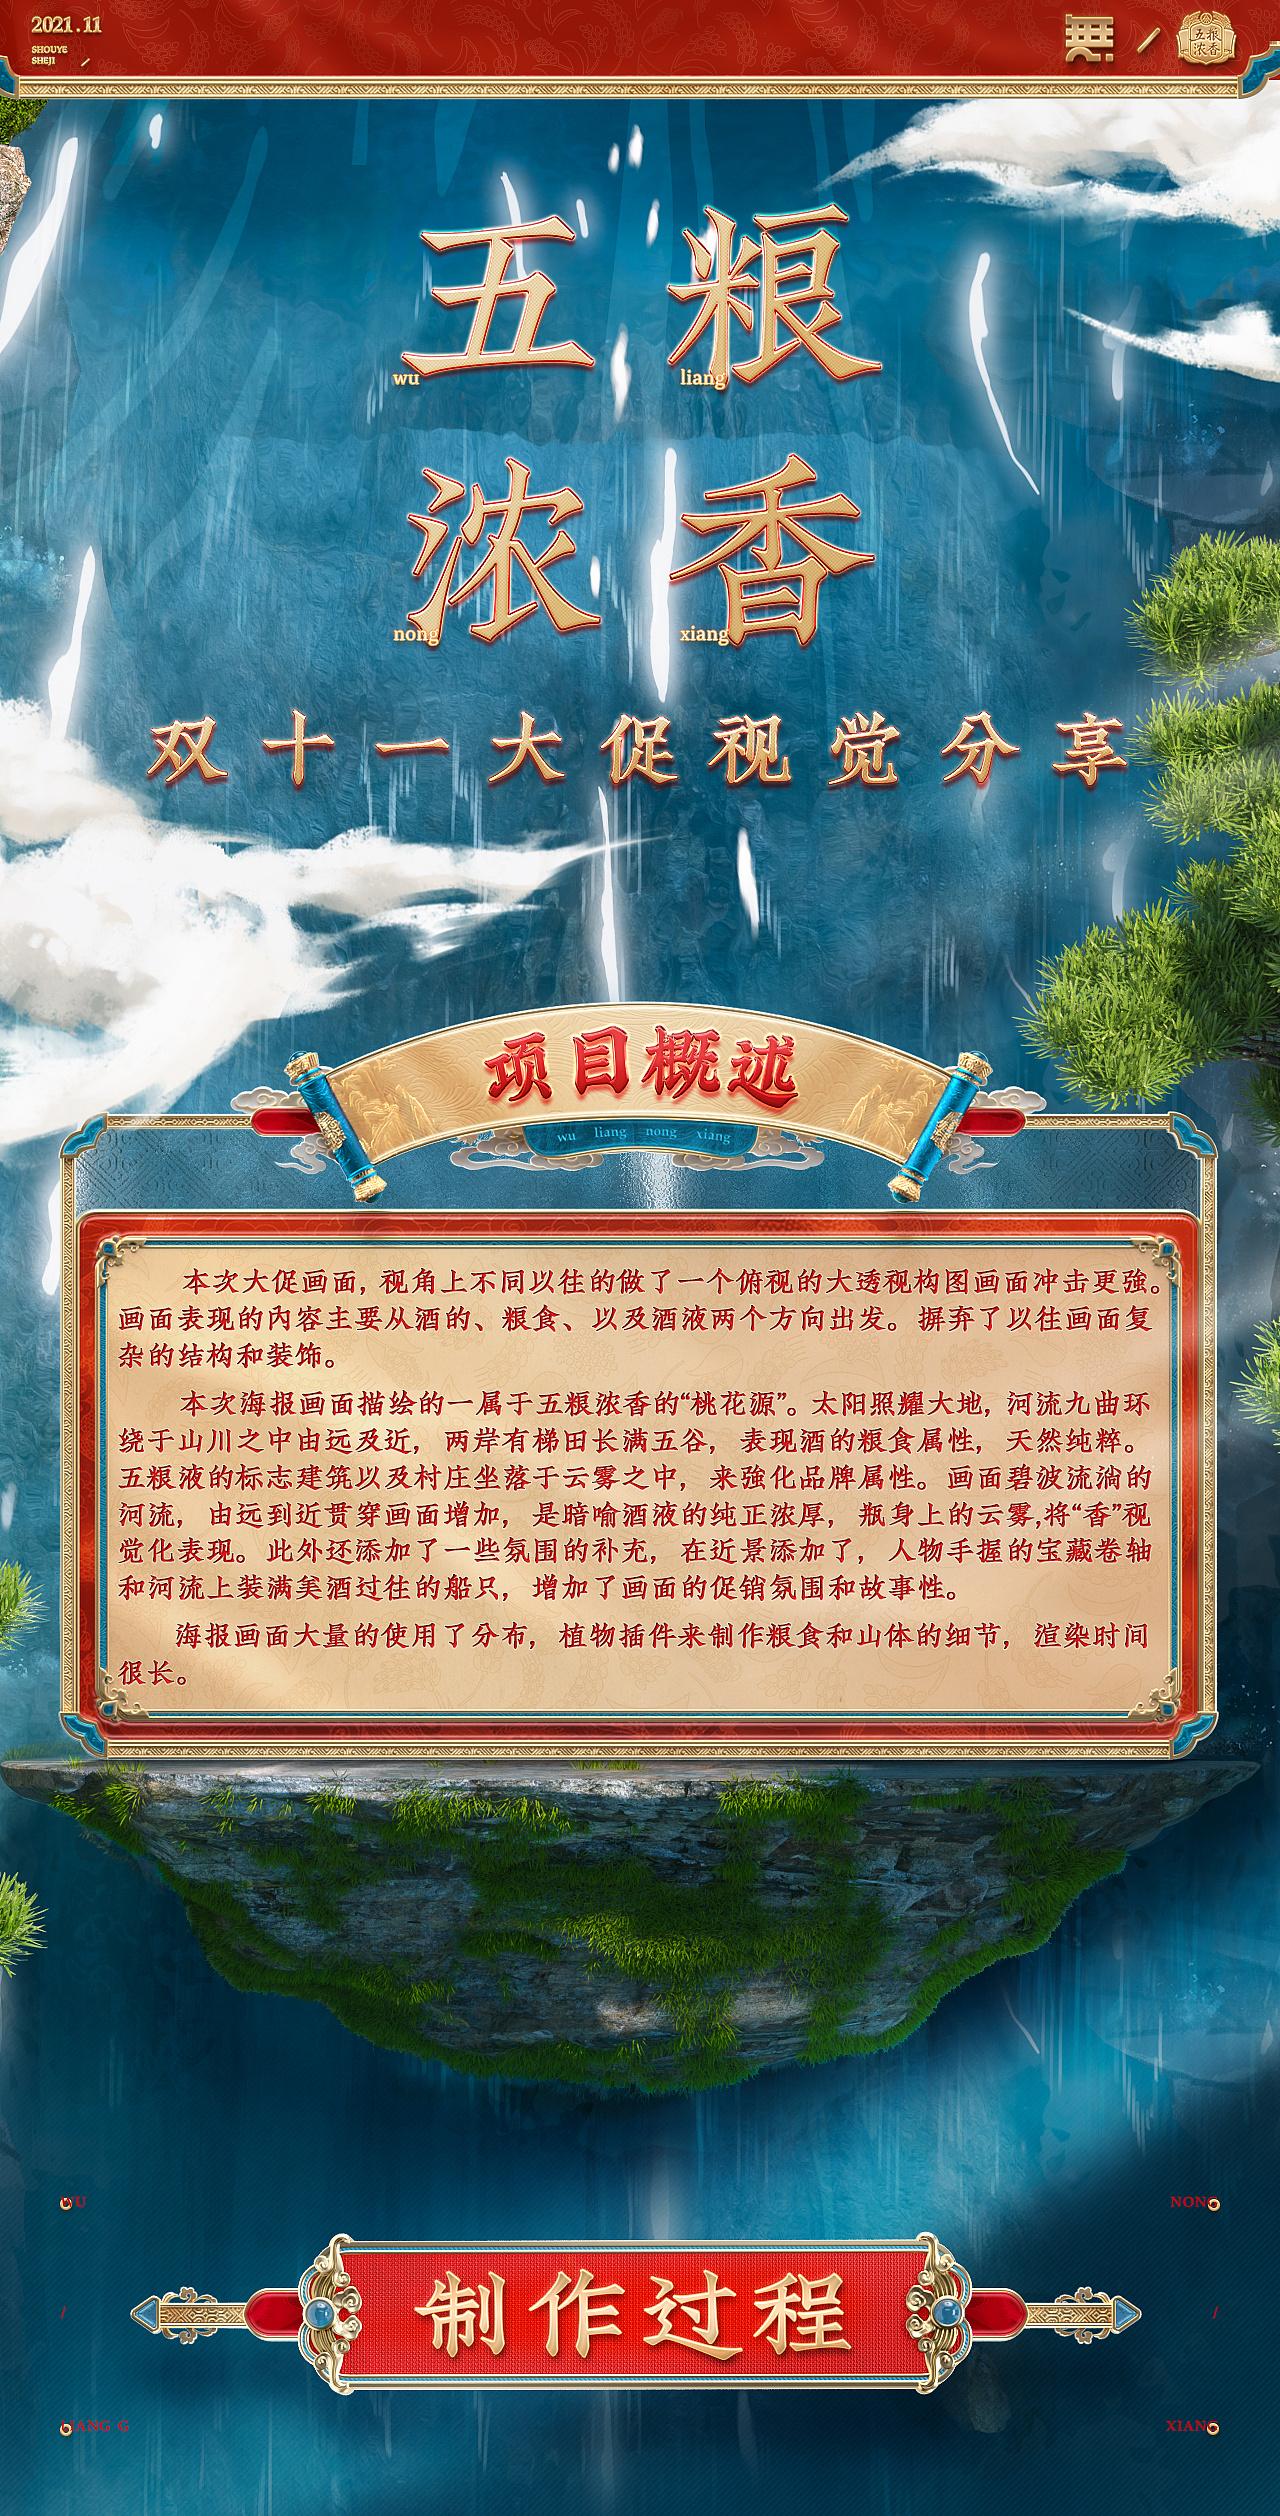 2021.11
SHOUYE
SHEJI
無
五粮
浓香
五粮
wu
liang
浓香
nong
xiang
双十一大促视觉分享
项目概述
wu liang nong xiang
本次大促画面,视角上不同以往的做了一个俯视的大透视构图画面冲击更強。
画面表现的内容主要从酒的、粮食、以及酒液两个方向出发。摒弃了以往画面复
杂的结构和装饰。
本次海报画面描绘的一属于五粮浓香的“桃花源”。太阳照耀大地,河流九曲环
绕于山川之中由远及近,两岸有梯田长满五谷,表现酒的粮食属性,天然纯粹。
五粮液的标志建筑以及村庄坐落于云雾之中,来強化品牌属性。画面碧波流淌的
河流,由远到近贯穿画面增加,是暗喻酒液的纯正浓厚,瓶身上的云雾,将“香”视
觉化表现。此外还添加了一些氛围的补充,在近景添加了,人物手握的宝藏卷轴
和河流上装满美酒过往的船只,增加了画面的促销氛围和故事性。
海报画面大量的使用了分布,植物插件来制作粮食和山体的细节,渲染时间
很长。
WU
NONG
/
/
制作过程
LIANG G
XIANG